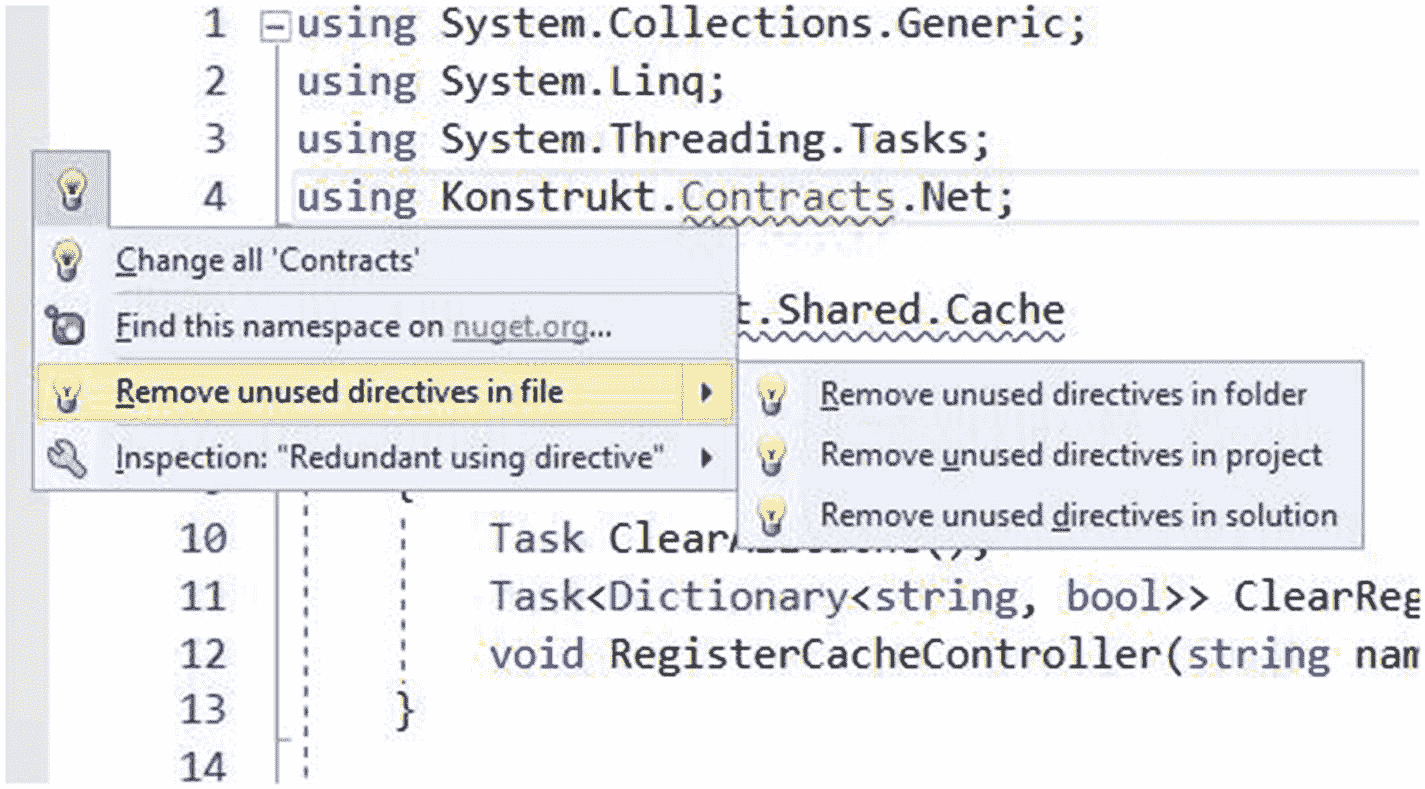 1 using System.Collections.Generic;
2 using System.Linq;
3 using System.Threading.Tasks;
4 using Konstrukt.Contracts.Net;
Change all 'Contracts'
t.Shared.Cache
Find this namespace on nuget.org...
Remove unused directives in file
Remove unused directives in folder
Remove unused directives in project
Inspection: "Redundant using directive"
Remove unused directives in solution
{
10 Task Clear
11 Task<Dictionary<string, bool>> ClearReg
12 void RegisterCacheController(string nam
13 }
14